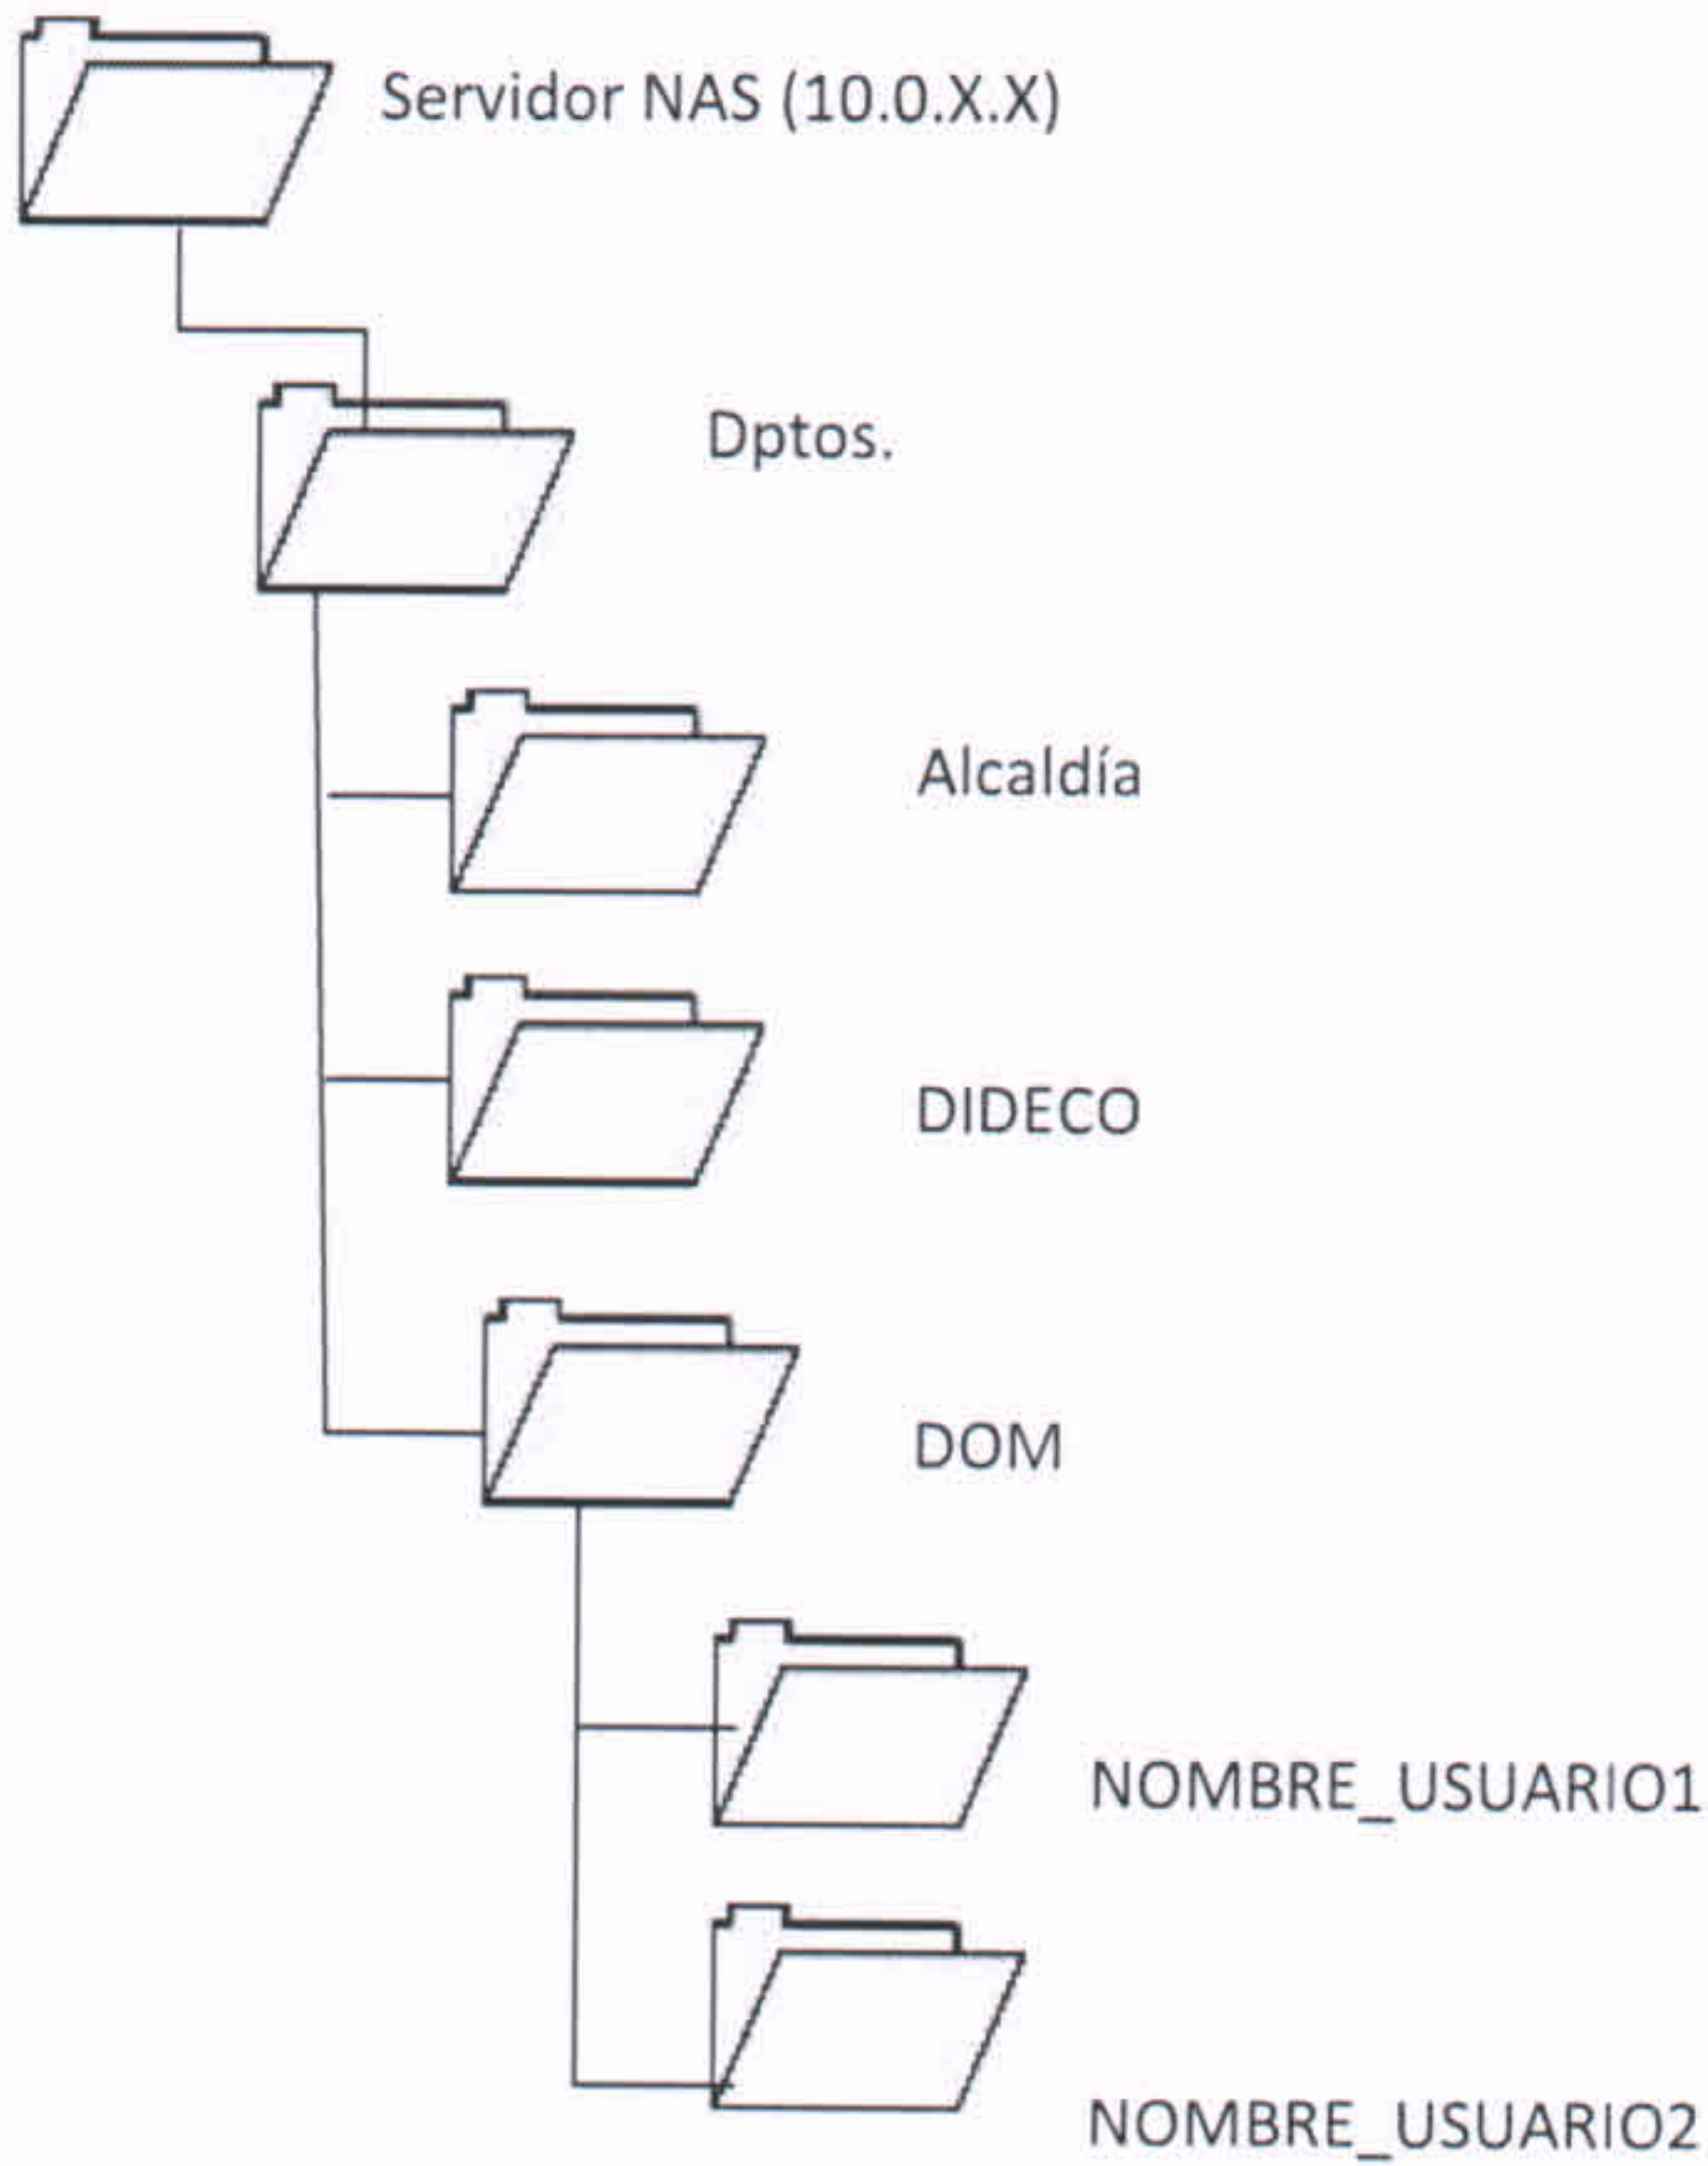 Servidor NAS (10.0.X.X)
Dptos.
Alcaldía
DIDECO
DOM
NOMBRE_USUARIO1
NOMBRE_USUARIO2